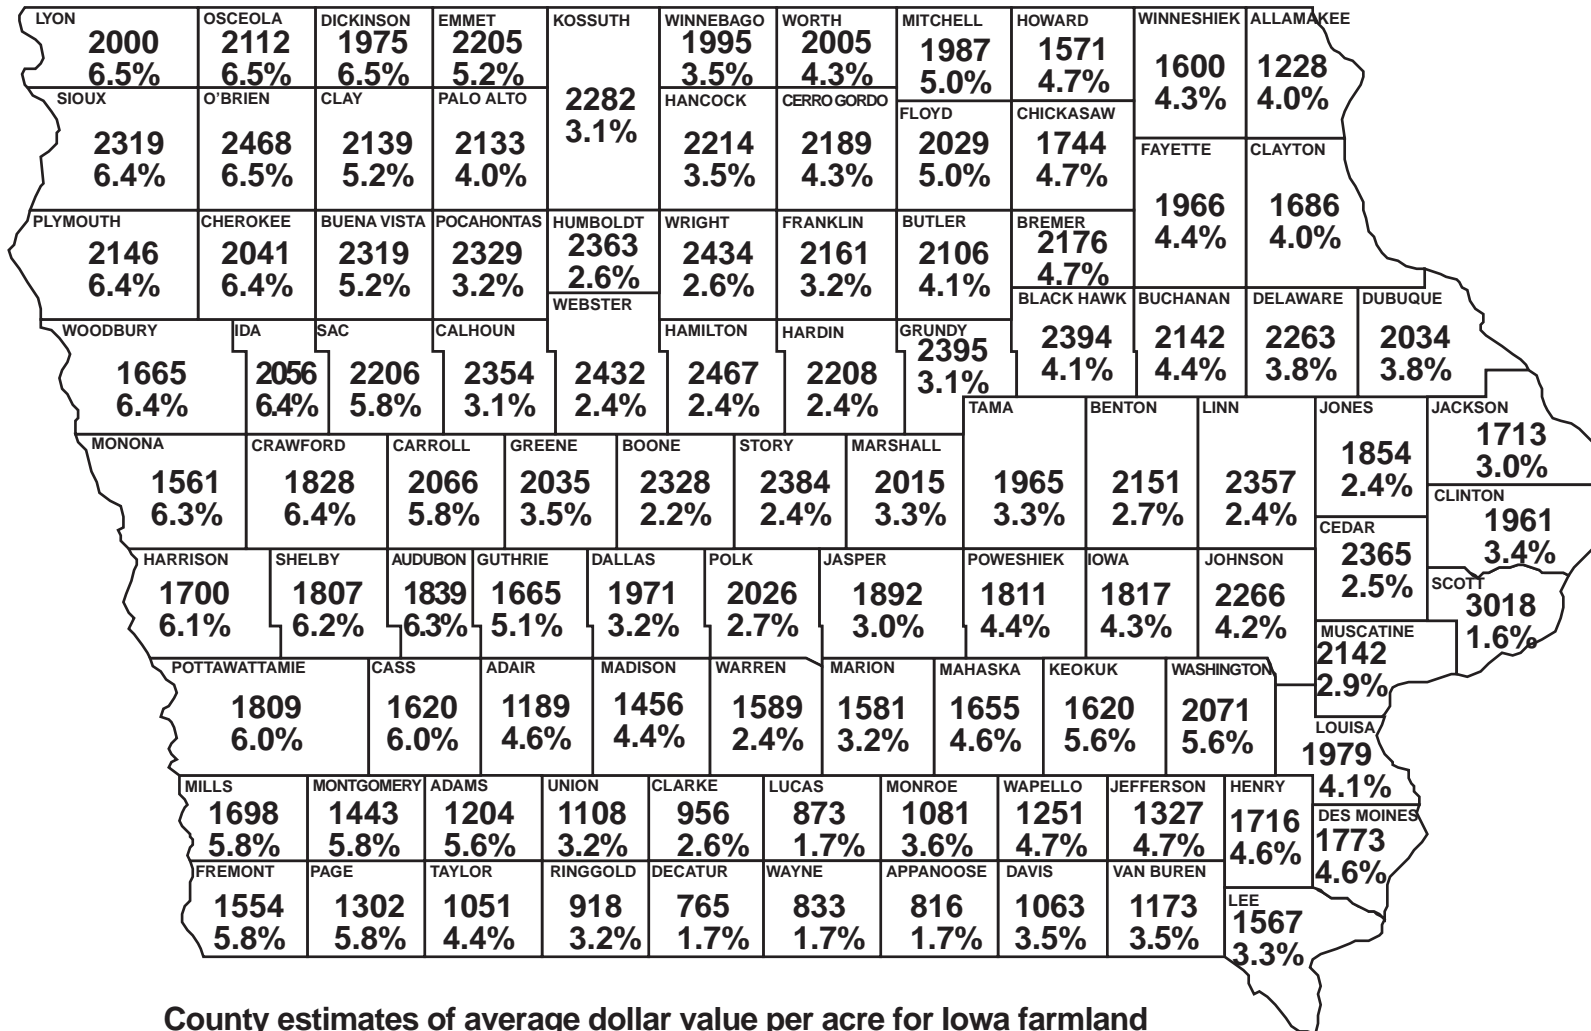 LYON OSCEOLA DICKINSON EMMET KOSSUTH WINNEBAGO WORTH MITCHELL HOWARD WINNESHIEK ALLAMAKEE
2000 2112 1975 2205 2282 1995 2005 1987 1571 1600 1228
6.5% 6.5% 6.5% 5.2% 3.1% 3.5% 4.3% 5.0% 4.7% 4.3% 4.0%
SIOUX O'BRIEN CLAY PALO ALTO HANCOCK CERRO GORDO FLOYD CHICKASAW FAYETTE CLAYTON
2319 2468 2139 2133 2214 2189 2029 1744 1966 1686
6.4% 6.5% 5.2% 4.0% 3.5% 4.3% 5.0% 4.7% 4.4% 4.0%
PLYMOUTH CHEROKEE BUENA VISTA POCAHONTAS HUMBOLDT WRIGHT FRANKLIN BUTLER BREMER
2146 2041 2319 2329 2363 2434 2161 2106 2176
6.4% 6.4% 5.2% 3.2% 2.6% 2.6% 3.2% 4.1% 4.7%
WOODBURY IDA SAC CALHOUN WEBSTER HAMILTON HARDIN GRUNDY BLACK HAWK BUCHANAN DELAWARE DUBUQUE
1665 2056 2206 2354 2432 2467 2208 2395 2394 2142 2263 2034
6.4% 6.4% 5.8% 3.1% 2.4% 2.4% 2.4% 3.1% 4.1% 4.4% 3.8% 3.8%
MONONA CRAWFORD CARROLL GREENE BOONE STORY MARSHALL TAMA BENTON LINN JONES JACKSON
1561 1828 2066 2035 2328 2384 2015 1965 2151 2357 1854 1713
6.3% 6.4% 5.8% 3.5% 2.2% 2.4% 3.3% 3.3% 2.7% 2.4% 2.4% 3.0%
CEDAR CLINTON
2365 1961
2.5% 3.4%
HARRISON SHELBY AUDUBON GUTHRIE DALLAS POLK JASPER POWESHIEK IOWA JOHNSON MUSCATINE SCOTT
1700 1807 1839 1665 1971 2026 1892 1811 1817 2266 2142 3018
6.1% 6.2% 6.3% 5.1% 3.2% 2.7% 3.0% 4.4% 4.3% 4.2% 2.9% 1.6%
POTTAWATTAMIE CASS ADAIR MADISON WARREN MARION MAHASKA KEOKUK WASHINGTON LOUISA
1809 1620 1189 1456 1589 1581 1655 1620 2071 1979
6.0% 6.0% 4.6% 4.4% 2.4% 3.2% 4.6% 5.6% 5.6% 4.1%
MILLS MONTGOMERY ADAMS UNION CLARKE LUCAS MONROE WAPELLO JEFFERSON HENRY DES MOINES
1698 1443 1204 1108 956 873 1081 1251 1327 1716 1773
5.8% 5.8% 5.6% 3.2% 2.6% 1.7% 3.6% 4.7% 4.7% 4.6% 4.6%
FREMONT PAGE TAYLOR RINGGOLD DECATUR WAYNE APPANOOSE DAVIS VAN BUREN LEE
1554 1302 1051 918 765 833 816 1063 1173 1567
5.8% 5.8% 4.4% 3.2% 1.7% 1.7% 1.7% 3.5% 3.5% 3.3%
County estimates of average dollar value per acre for Iowa farmland